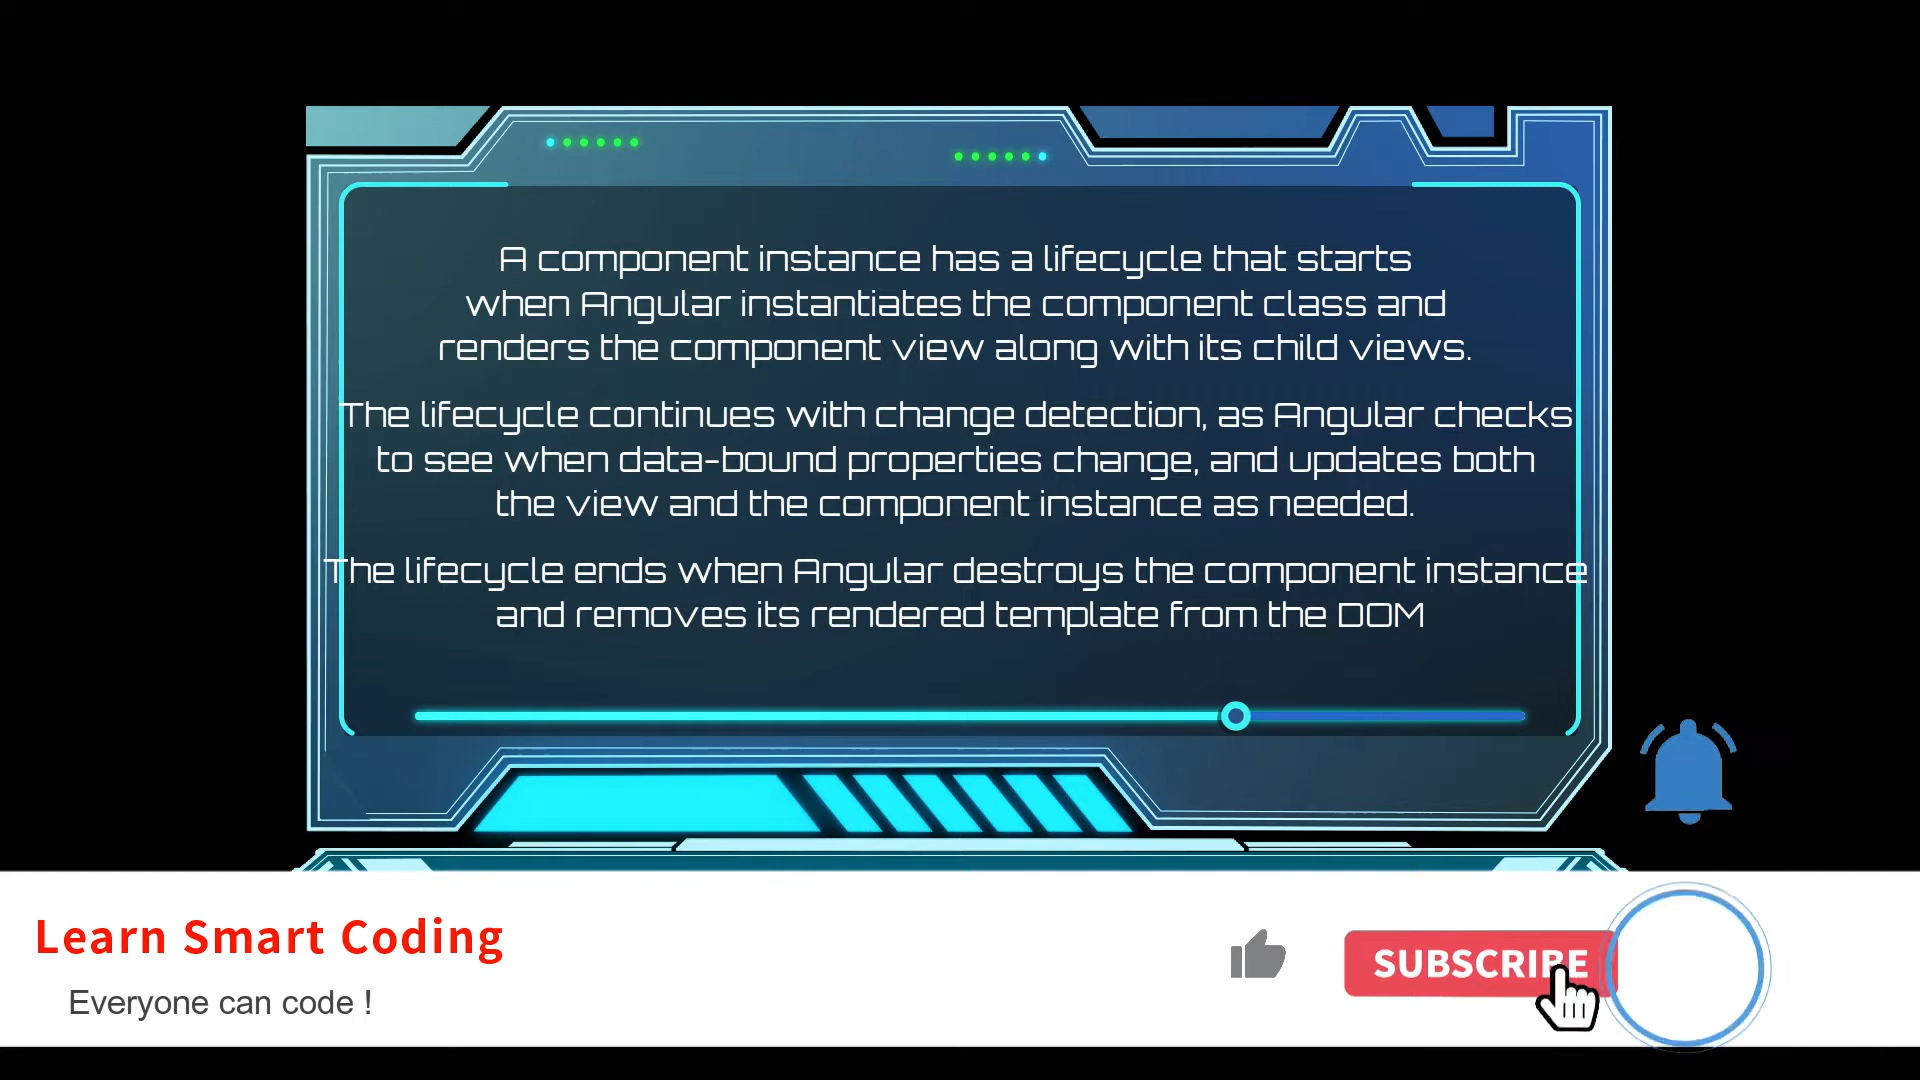 A component instance has a lifecycle that starts
when Angular instantiates the component class and
renders the component view along with its child views.
The lifecycle continues with change detection, as Angular checks
to see when data-bound properties change, and updates both
the view and the component instance as needed.
The lifecycle ends when Angular destroys the component instance
and removes its rendered template from the DOM
Learn Smart Coding
Everyone can code !
SUBSCRIBE